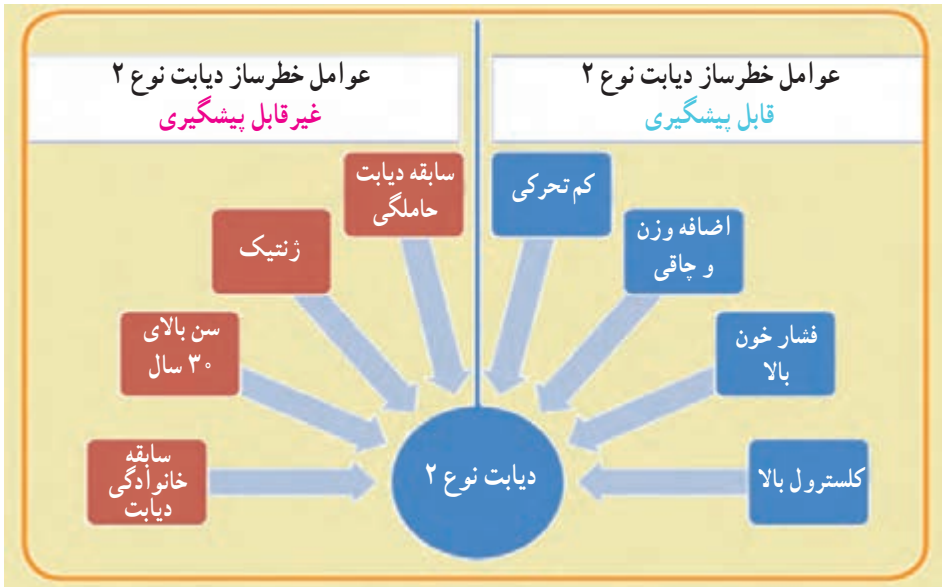 عوامل خطرساز دیابت نوع ۲
قابل پیشگیری
کم تحرکی
اضافه وزن
و چاقی
فشار خون
بالا
کلسترول بالا
عوامل خطرساز دیابت نوع ۲
غیرقابل پیشگیری
سابقه دیابت
حاملگی
ژنتیک
سن بالای
۳۰ سال
سابقه
خانوادگی
دیابت
دیابت نوع ۲